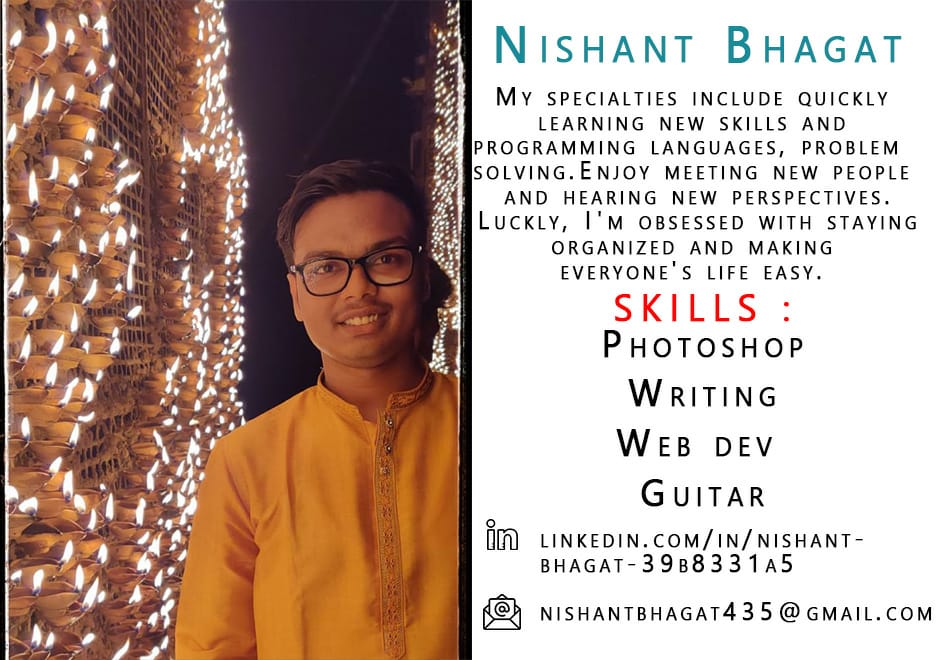 Nishant Bhagat
My specialties include quickly
learning new skills and
programming languages, problem
solving.Enjoy meeting new people
and hearing new perspectives.
Luckly, I'm obsessed with staying
organized and making
everyone's life easy.
SKILLS :
Photoshop
Writing
Web dev
Guitar
in linkedin.com/in/nishant-
bhagat-39b8331a5
nishantbhagat435@gmail.com